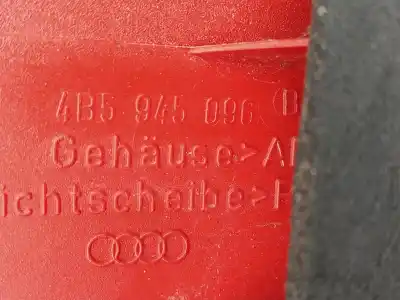 4B5 945 096 (B
Gehäuse>A
ichtscheibe>